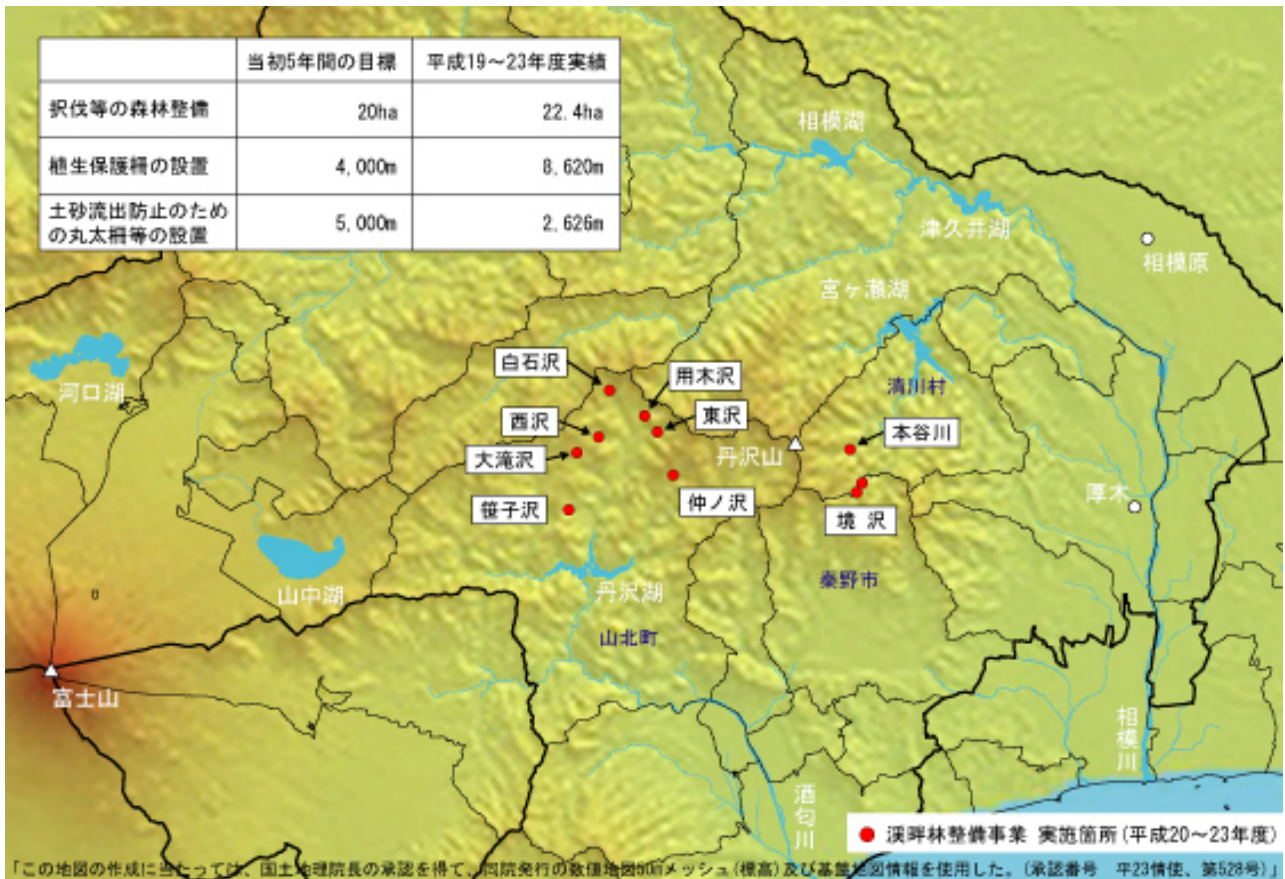 当初5年間の目標 平成19～23年度実績
択伐等の森林整備 20ha 22.4ha
植生保護柵の設置 4,000m 8,620m
土砂流出防止のため
の丸太柵等の設置 5,000m 2,626m
相模湖
津久井湖
相模原
宮ヶ瀬湖
河口湖
白石沢
用木沢
清川村
西沢
東沢
本谷川
大滝沢
丹沢山
厚木
笹子沢
仲ノ沢
境 沢
山中湖
丹沢湖
秦野市
山北町
富士山
相模川
酒匂川
渓畔林整備事業 実施箇所(平成20～23年度)
「この地図の作成に当たっては、国土地理院長の承認を得て、同院発行の数値地図50mメッシュ(標高)及び基盤地図情報を使用した。(承認番号 平23情使、第528号)」